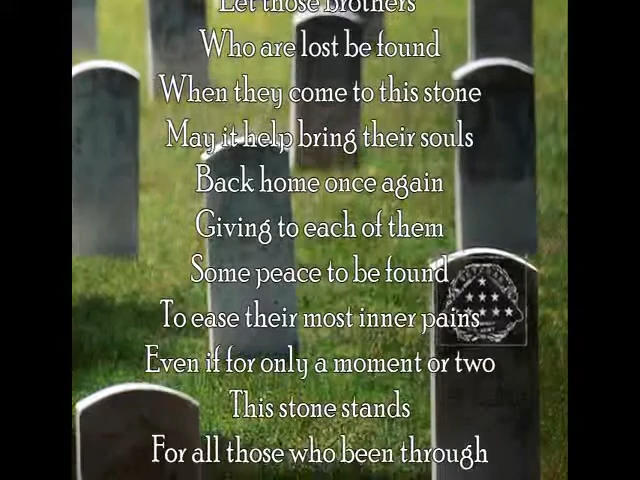 Let those brothers
Who are lost be found
When they come to this stone
May it help bring their souls
Back home once again
Giving to each of them
Some peace to be found
To ease their most inner pains
Even if for only a moment or two
This stone stands
For all those who been through